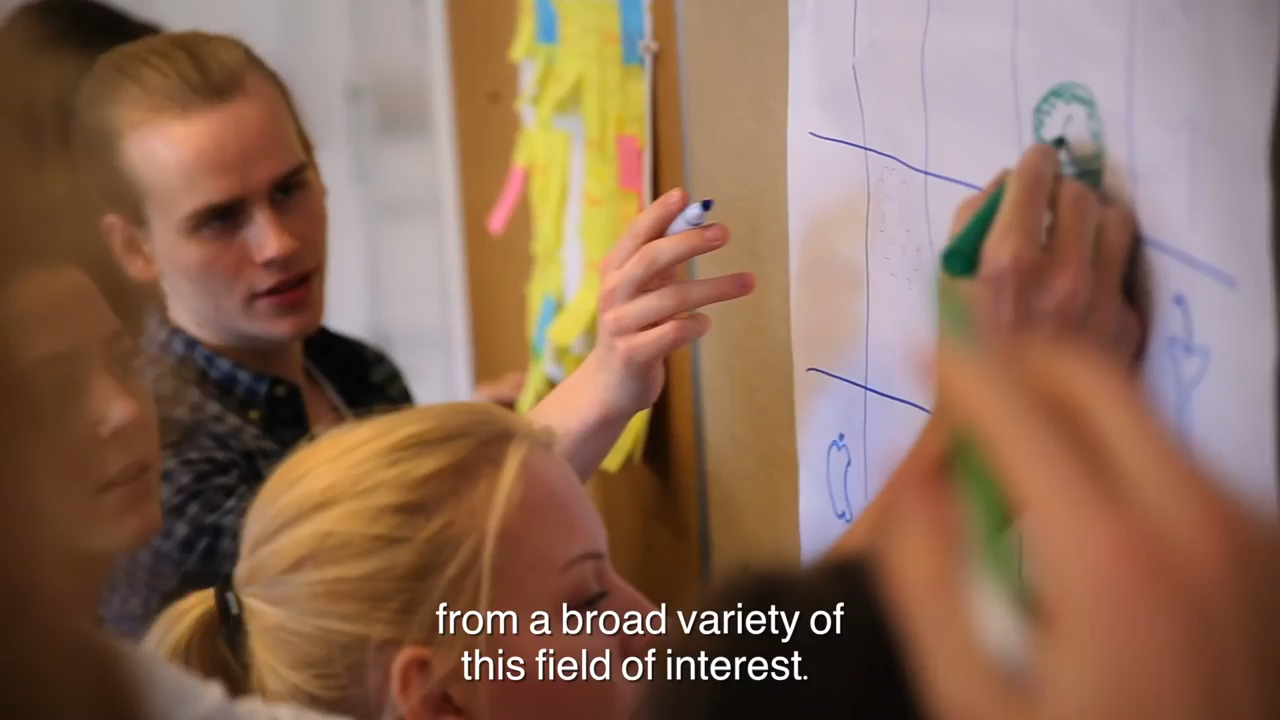 from a broad variety of
this field of interest.